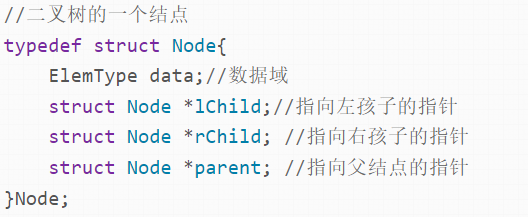 //二叉树的一个结点
typedef struct Node{
    ElemType data;//数据域
    struct Node *lChild;//指向左孩子的指针
    struct Node *rChild; //指向右孩子的指针
    struct Node *parent; //指向父结点的指针
}Node;